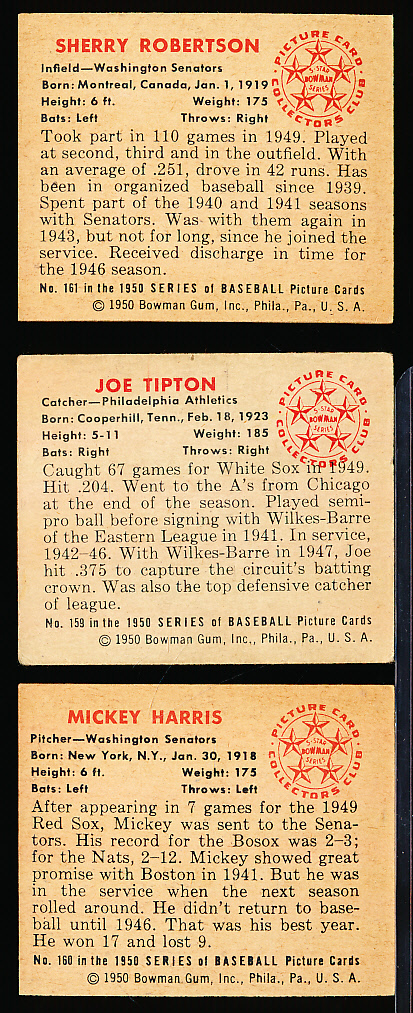 SHERRY ROBERTSON
Infield—Washington Senators
Born: Montreal, Canada, Jan. 1, 1919
Height: 6 ft. Weight: 175
Bats: Left Throws: Right
PICTURE CARD
COLLECTORS CLUB
5-STAR
BOWMAN
SERIES
Took part in 110 games in 1949. Played
at second, third and in the outfield. With
an average of .251, drove in 42 runs. Has
been in organized baseball since 1939.
Spent part of the 1940 and 1941 seasons
with Senators. Was with them again in
1943, but not for long, since he joined the
service. Received discharge in time for
the 1946 season.
No. 161 in the 1950 SERIES of BASEBALL Picture Cards
© 1950 Bowman Gum, Inc., Phila., Pa., U. S. A.
JOE TIPTON
Catcher—Philadelphia Athletics
Born: Cooperhill, Tenn., Feb. 18, 1923
Height: 5-11 Weight: 185
Bats: Right Throws: Right
PICTURE CARD
COLLECTORS CLUB
5-STAR
BOWMAN
SERIES
Caught 67 games for White Sox in 1949.
Hit .204. Went to the A's from Chicago
at the end of the season. Played semi-
pro ball before signing with Wilkes-Barre
of the Eastern League in 1941. In service,
1942-46. With Wilkes-Barre in 1947, Joe
hit .375 to capture the circuit's batting
crown. Was also the top defensive catcher
of league.
No. 159 in the 1950 SERIES of BASEBALL Picture Cards
© 1950 Bowman Gum, Inc., Phila., Pa., U. S. A.
MICKEY HARRIS
Pitcher—Washington Senators
Born: New York, N.Y., Jan. 30, 1918
Height: 6 ft. Weight: 175
Bats: Left Throws: Left
PICTURE CARD
COLLECTORS CLUB
5-STAR
BOWMAN
SERIES
After appearing in 7 games for the 1949
Red Sox, Mickey was sent to the Sena-
tors. His record for the Bosox was 2-3;
for the Nats, 2-12. Mickey showed great
promise with Boston in 1941. But he was
in the service when the next season
rolled around. He didn't return to base-
ball until 1946. That was his best year.
He won 17 and lost 9.
No. 160 in the 1950 SERIES of BASEBALL Picture Cards
© 1950 Bowman Gum, Inc., Phila., Pa., U. S. A.